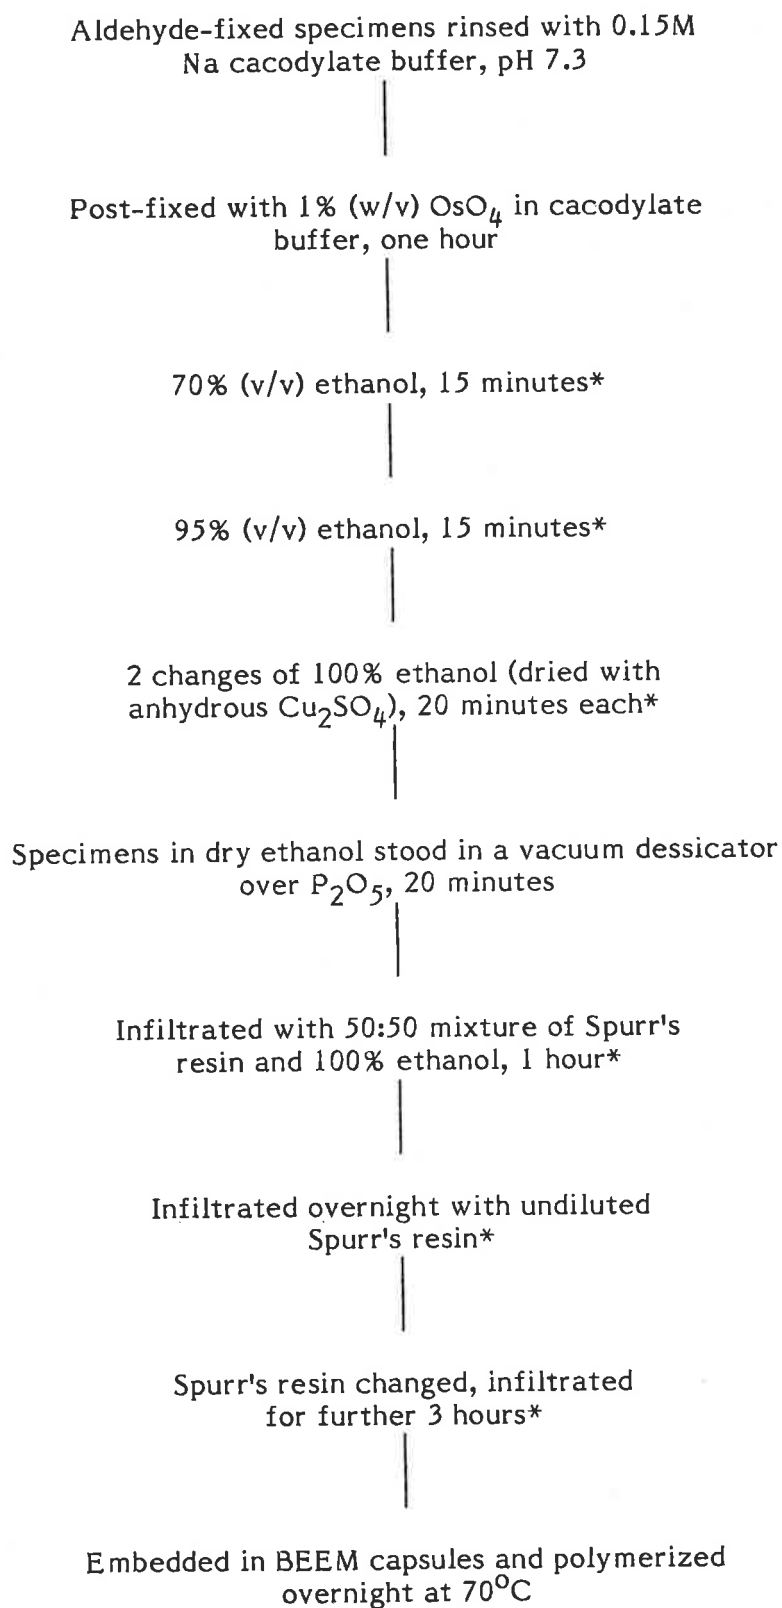 Aldehyde-fixed specimens rinsed with 0.15M
Na cacodylate buffer, pH 7.3
Post-fixed with 1% (w/v) OsO₄ in cacodylate
buffer, one hour
70% (v/v) ethanol, 15 minutes*
95% (v/v) ethanol, 15 minutes*
2 changes of 100% ethanol (dried with
anhydrous Cu₂SO₄), 20 minutes each*
Specimens in dry ethanol stood in a vacuum dessicator
over P₂O₅, 20 minutes
Infiltrated with 50:50 mixture of Spurr's
resin and 100% ethanol, 1 hour*
Infiltrated overnight with undiluted
Spurr's resin*
Spurr's resin changed, infiltrated
for further 3 hours*
Embedded in BEEM capsules and polymerized
overnight at 70°C